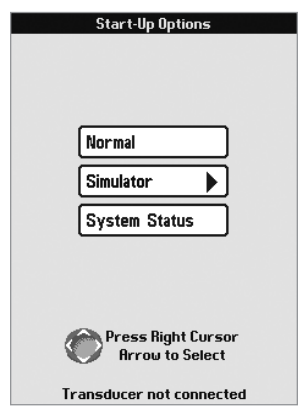 Start-Up Options
Normal
Simulator
System Status
Press Right Cursor
Arrow to Select
Transducer not connected